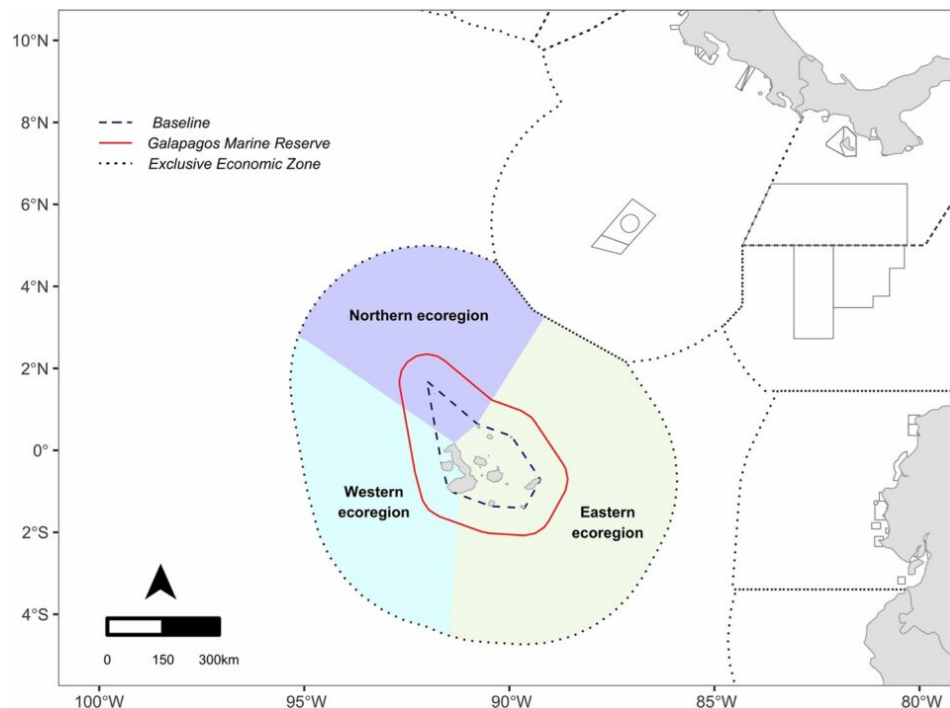 10°N
8°N
6°N
4°N
2°N
0°
2°S
4°S
Baseline
Galapagos Marine Reserve
Exclusive Economic Zone
Northern ecoregion
Western
ecoregion
Eastern
ecoregion
0 150 300km
100°W 95°W 90°W 85°W 80°W